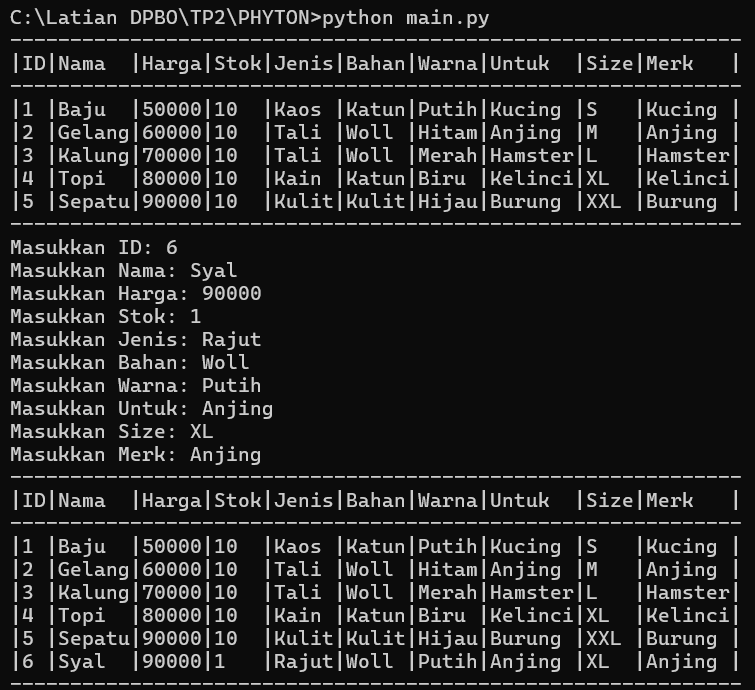 C:\Latian DPBO\TP2\PHYTON>python main.py
-------------------------------------------------------------
|ID|Nama  |Harga|Stok|Jenis|Bahan|Warna|Untuk  |Size|Merk   |
-------------------------------------------------------------
|1 |Baju  |50000|10  |Kaos |Katun|Putih|Kucing |S   |Kucing |
|2 |Gelang|60000|10  |Tali |Woll |Hitam|Anjing |M   |Anjing |
|3 |Kalung|70000|10  |Tali |Woll |Merah|Hamster|L   |Hamster|
|4 |Topi  |80000|10  |Kain |Katun|Biru |Kelinci|XL  |Kelinci|
|5 |Sepatu|90000|10  |Kulit|Kulit|Hijau|Burung |XXL |Burung |
-------------------------------------------------------------
Masukkan ID: 6
Masukkan Nama: Syal
Masukkan Harga: 90000
Masukkan Stok: 1
Masukkan Jenis: Rajut
Masukkan Bahan: Woll
Masukkan Warna: Putih
Masukkan Untuk: Anjing
Masukkan Size: XL
Masukkan Merk: Anjing
-------------------------------------------------------------
|ID|Nama  |Harga|Stok|Jenis|Bahan|Warna|Untuk  |Size|Merk   |
-------------------------------------------------------------
|1 |Baju  |50000|10  |Kaos |Katun|Putih|Kucing |S   |Kucing |
|2 |Gelang|60000|10  |Tali |Woll |Hitam|Anjing |M   |Anjing |
|3 |Kalung|70000|10  |Tali |Woll |Merah|Hamster|L   |Hamster|
|4 |Topi  |80000|10  |Kain |Katun|Biru |Kelinci|XL  |Kelinci|
|5 |Sepatu|90000|10  |Kulit|Kulit|Hijau|Burung |XXL |Burung |
|6 |Syal  |90000|1   |Rajut|Woll |Putih|Anjing |XL  |Anjing |
-------------------------------------------------------------